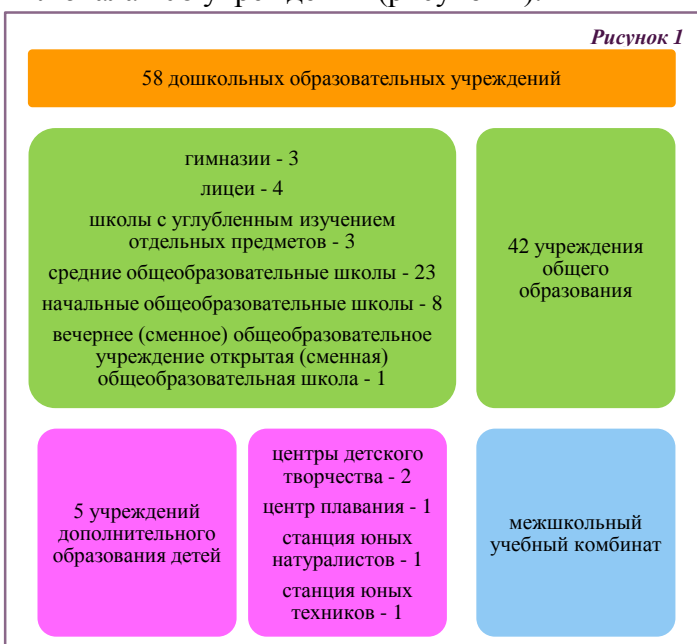 Рисунок 1
58 дошкольных образовательных учреждений
гимназии - 3
лицеи - 4
школы с углубленным изучением
отдельных предметов - 3
средние общеобразовательные школы - 23
начальные общеобразовательные школы - 8
вечернее (сменное) общеобразовательное
учреждение открытая (сменная)
общеобразовательная школа - 1
42 учреждения
общего
образования
5 учреждений
дополнительного
образования детей
центры детского
творчества - 2
центр плавания - 1
станция юных
натуралистов - 1
станция юных
техников - 1
межшкольный
учебный комбинат